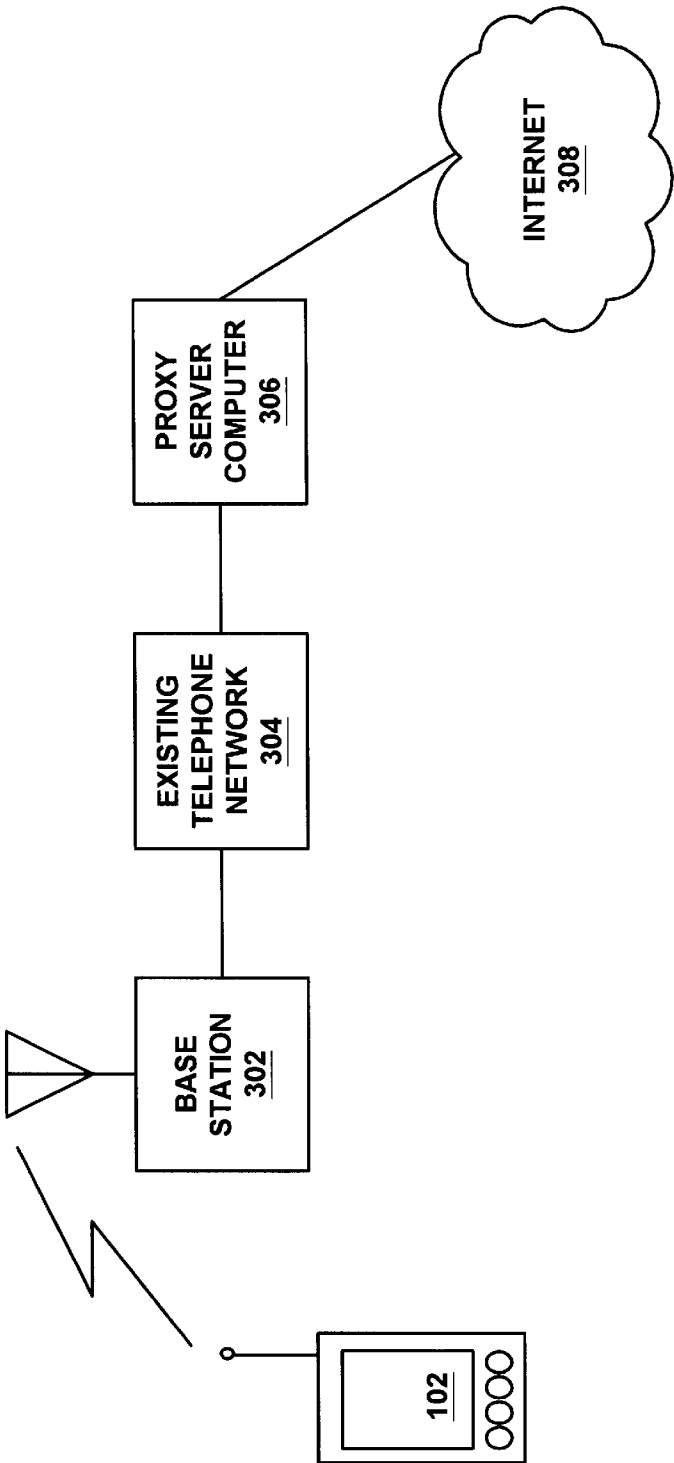 102
BASE
STATION
302
EXISTING
TELEPHONE
NETWORK
304
PROXY
SERVER
COMPUTER
306
INTERNET
308